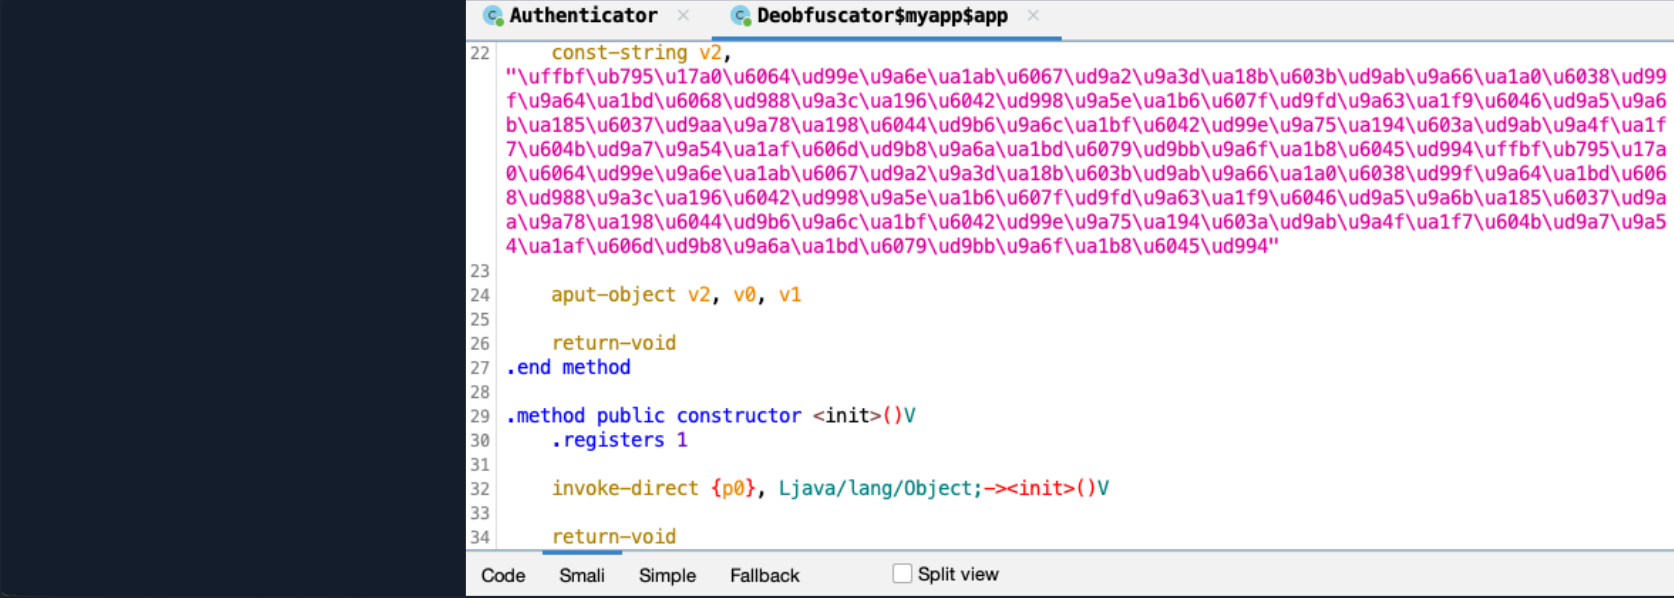 Authenticator × Deobfuscator$myapp$app ×
22 const-string v2,
"\uffbf\ub795\u17a0\u6064\ud99e\u9a6e\ua1ab\u6067\ud9a2\u9a3d\ua18b\u603b\ud9ab\u9a66\ua1a0\u6038\ud99
f\u9a64\ua1bd\u6068\ud988\u9a3c\ua196\u6042\ud998\u9a5e\ua1b6\u607f\ud9fd\u9a63\ua1f9\u6046\ud9a5\u9a6
b\ua185\u6037\ud9aa\u9a78\ua198\u6044\ud9b6\u9a6c\ua1bf\u6042\ud99e\u9a75\ua194\u603a\ud9ab\u9a4f\ua1f
7\u604b\ud9a7\u9a54\ua1af\u606d\ud9b8\u9a6a\ua1bd\u6079\ud9bb\u9a6f\ua1b8\u6045\ud994\uffbf\ub795\u17a
0\u6064\ud99e\u9a6e\ua1ab\u6067\ud9a2\u9a3d\ua18b\u603b\ud9ab\u9a66\ua1a0\u6038\ud99f\u9a64\ua1bd\u606
8\ud988\u9a3c\ua196\u6042\ud998\u9a5e\ua1b6\u607f\ud9fd\u9a63\ua1f9\u6046\ud9a5\u9a6b\ua185\u6037\ud9a
a\u9a78\ua198\u6044\ud9b6\u9a6c\ua1bf\u6042\ud99e\u9a75\ua194\u603a\ud9ab\u9a4f\ua1f7\u604b\ud9a7\u9a5
4\ua1af\u606d\ud9b8\u9a6a\ua1bd\u6079\ud9bb\u9a6f\ua1b8\u6045\ud994"
23
24 aput-object v2, v0, v1
25
26 return-void
27 .end method
28
29 .method public constructor <init>()V
30 .registers 1
31
32 invoke-direct {p0}, Ljava/lang/Object;-><init>()V
33
34 return-void
Code Smali Simple Fallback Split view